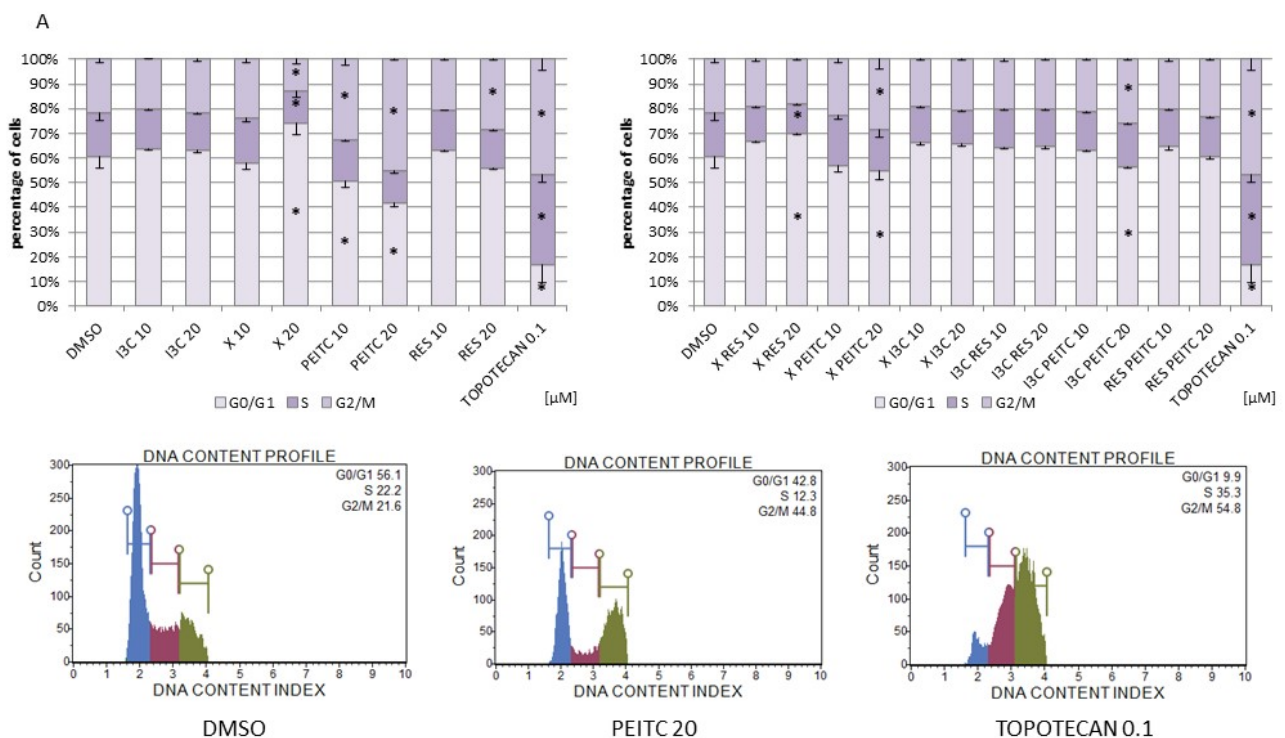 A
percentage of cells
100%
90%
80%
70%
60%
50%
40%
30%
20%
10%
0%
* * * * * * * * * * *
DMSO
I3C 10
I3C 20
X 10
X 20
PEITC 10
PEITC 20
RES 10
RES 20
TOPOTECAN 0.1
G0/G1 S G2/M
[µM]
percentage of cells
100%
90%
80%
70%
60%
50%
40%
30%
20%
10%
0%
* * * * * * * * *
DMSO
X RES 10
X RES 20
X PEITC 10
X PEITC 20
X I3C 10
X I3C 20
I3C RES 10
I3C RES 20
I3C PEITC 10
I3C PEITC 20
RES PEITC 10
RES PEITC 20
TOPOTECAN 0.1
G0/G1 S G2/M
[µM]
DNA CONTENT PROFILE
G0/G1 56.1
S 22.2
G2/M 21.6
Count
300
250
200
150
100
50
0
0 1 2 3 4 5 6 7 8 9 10
DNA CONTENT INDEX
DMSO
DNA CONTENT PROFILE
G0/G1 42.8
S 12.3
G2/M 44.8
Count
300
250
200
150
100
50
0
0 1 2 3 4 5 6 7 8 9 10
DNA CONTENT INDEX
PEITC 20
DNA CONTENT PROFILE
G0/G1 9.9
S 35.3
G2/M 54.8
Count
300
250
200
150
100
50
0
0 1 2 3 4 5 6 7 8 9 10
DNA CONTENT INDEX
TOPOTECAN 0.1